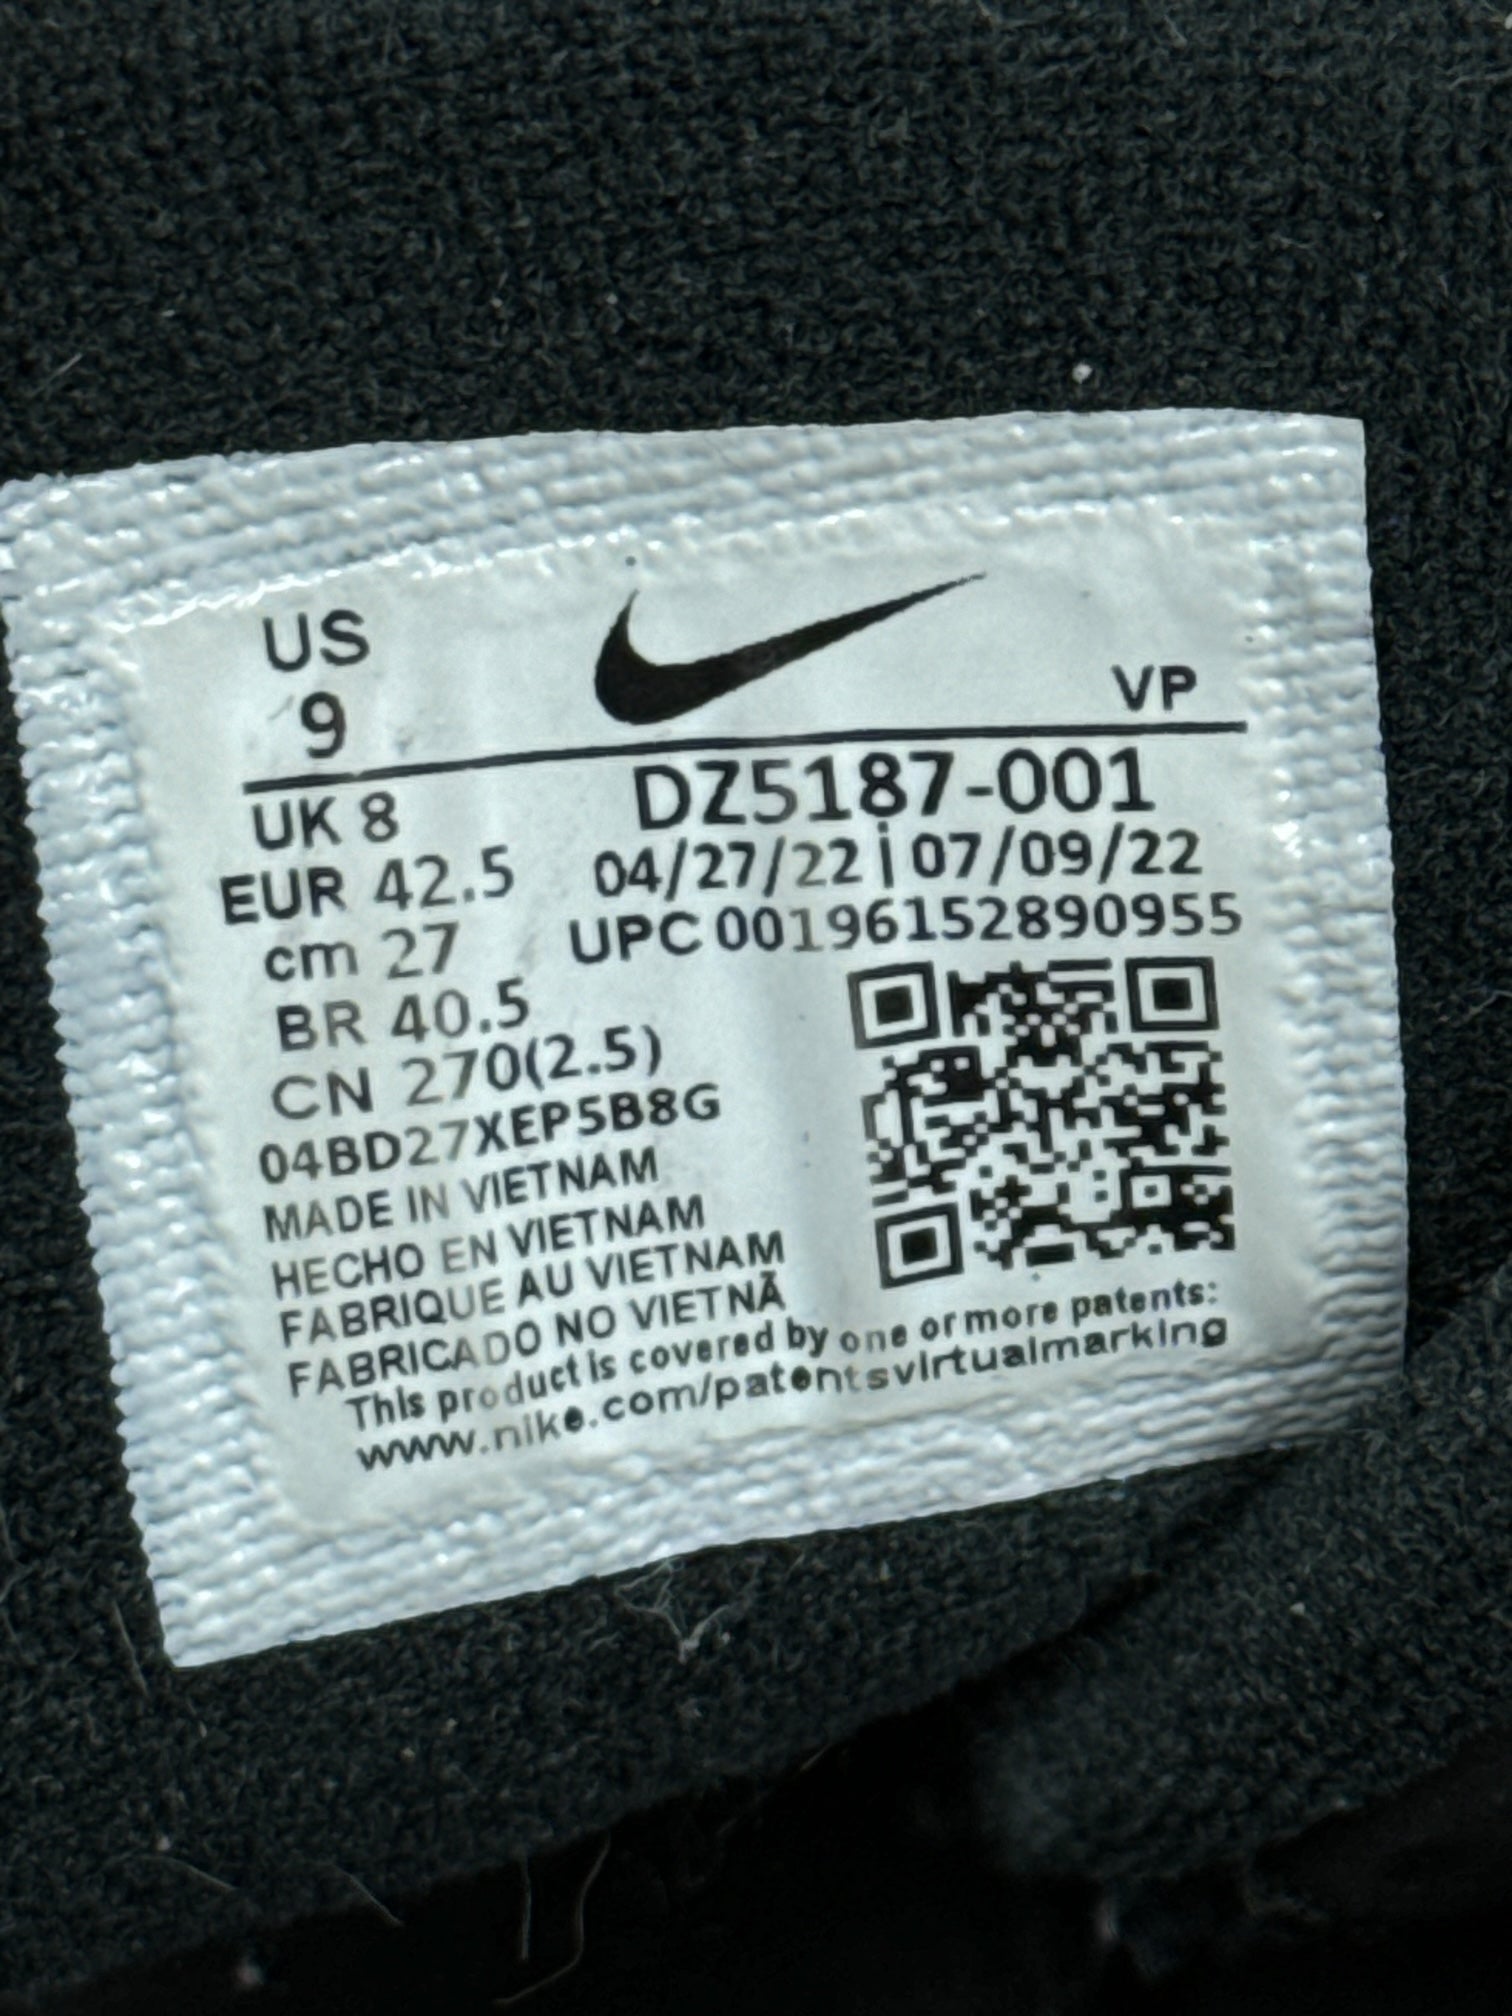 US
9
VP
UK 8
DZ5187-001
EUR 42.5
04/27/22 | 07/09/22
cm 27
UPC 00196152890955
BR 40.5
CN 270(2.5)
04BD27XEP5B8G
MADE IN VIETNAM
HECHO EN VIETNAM
FABRIQUE AU VIETNAM
FABRICADO NO VIETNÃ
This product is covered by one or more patents:
www.nike.com/patentsvirtualmarking